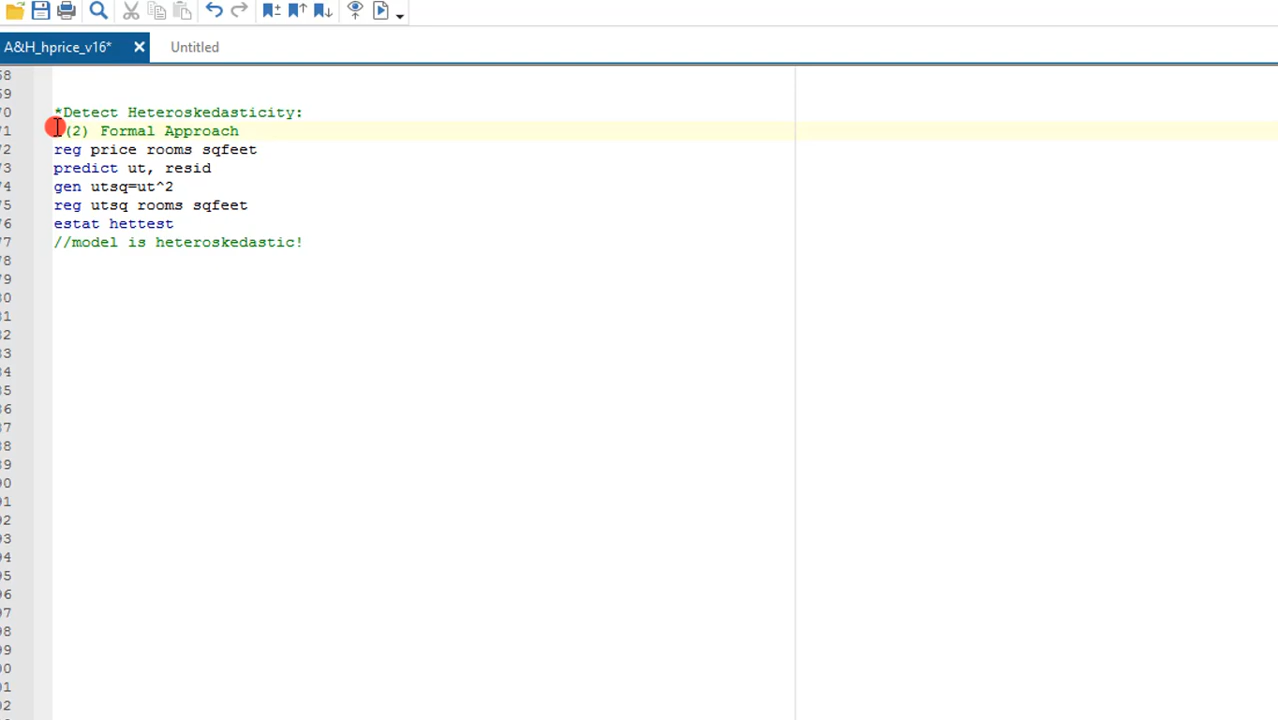 A&H_hprice_v16*
Untitled
*Detect Heteroskedasticity:
(2) Formal Approach
reg price rooms sqfeet
predict ut, resid
gen utsq=ut^2
reg utsq rooms sqfeet
estat hettest
//model is heteroskedastic!